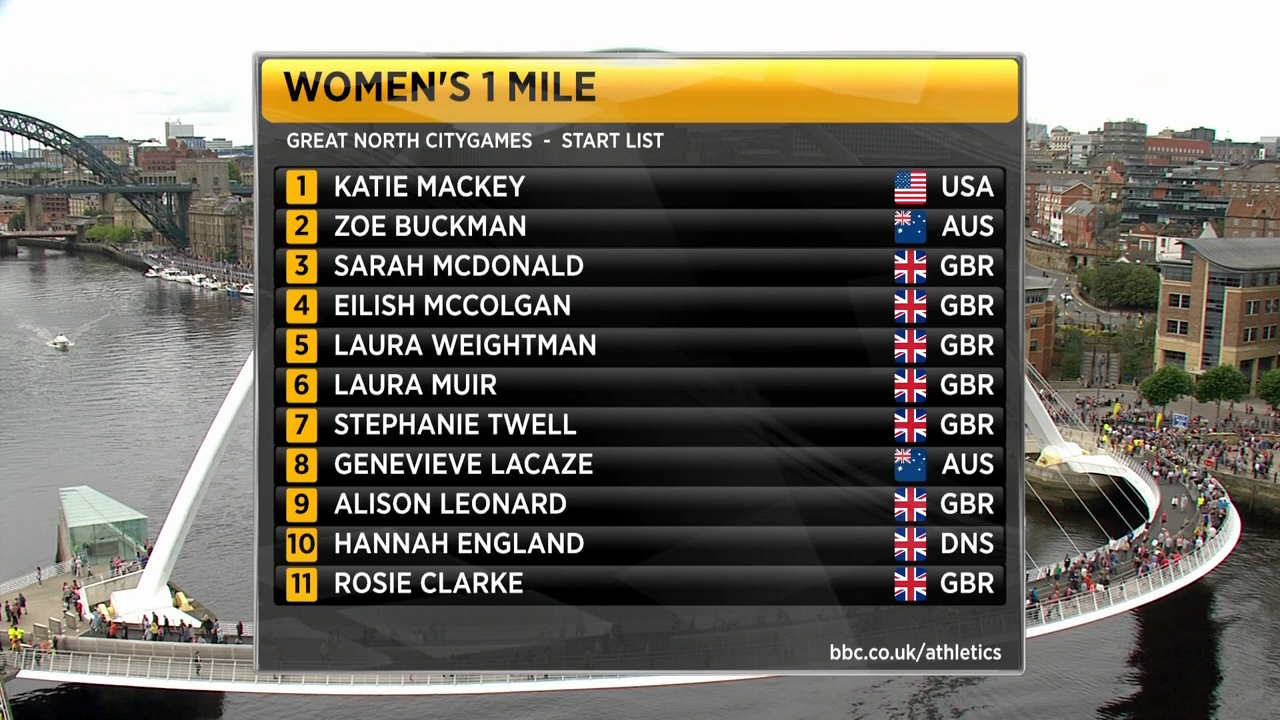 WOMEN'S 1 MILE
GREAT NORTH CITYGAMES - START LIST
1 KATIE MACKEY USA
2 ZOE BUCKMAN AUS
3 SARAH MCDONALD GBR
4 EILISH MCCOLGAN GBR
5 LAURA WEIGHTMAN GBR
6 LAURA MUIR GBR
7 STEPHANIE TWELL GBR
8 GENEVIEVE LACAZE AUS
9 ALISON LEONARD GBR
10 HANNAH ENGLAND DNS
11 ROSIE CLARKE GBR
bbc.co.uk/athletics